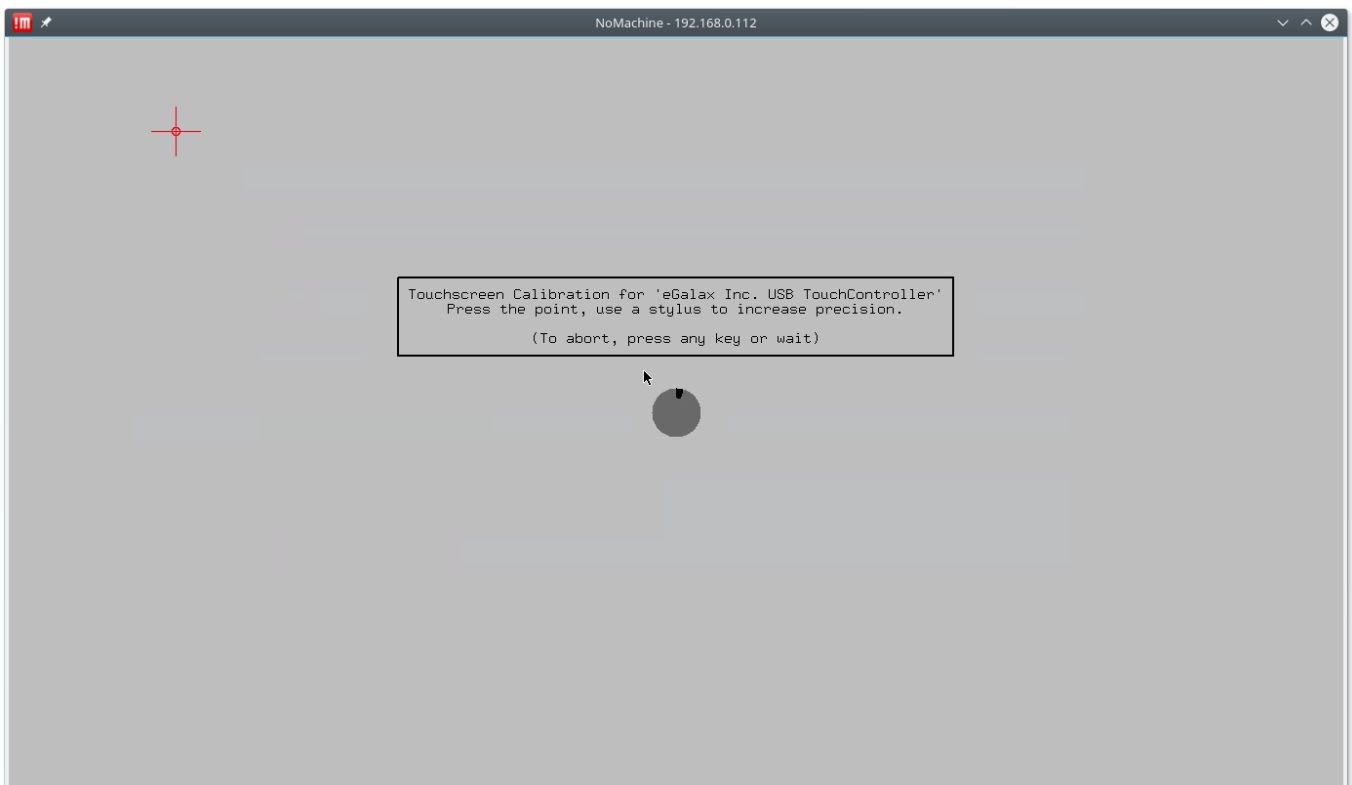 !M
NoMachine - 192.168.0.112
Touchscreen Calibration for 'eGalax Inc. USB TouchController'
Press the point, use a stylus to increase precision.
(To abort, press any key or wait)